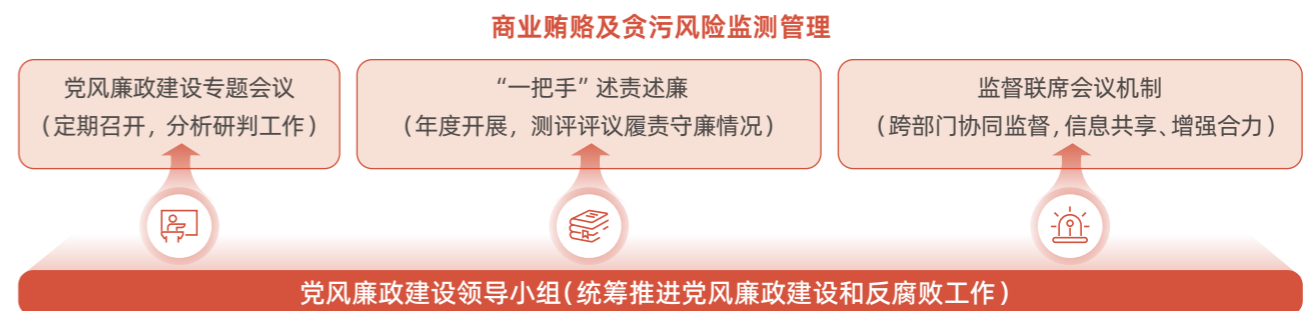 商业贿赂及贪污风险监测管理
党风廉政建设专题会议
（定期召开，分析研判工作）
“一把手”述责述廉
（年度开展，测评评议履责守廉情况）
监督联席会议机制
（跨部门协同监督，信息共享、增强合力）
党风廉政建设领导小组（统筹推进党风廉政建设和反腐败工作）